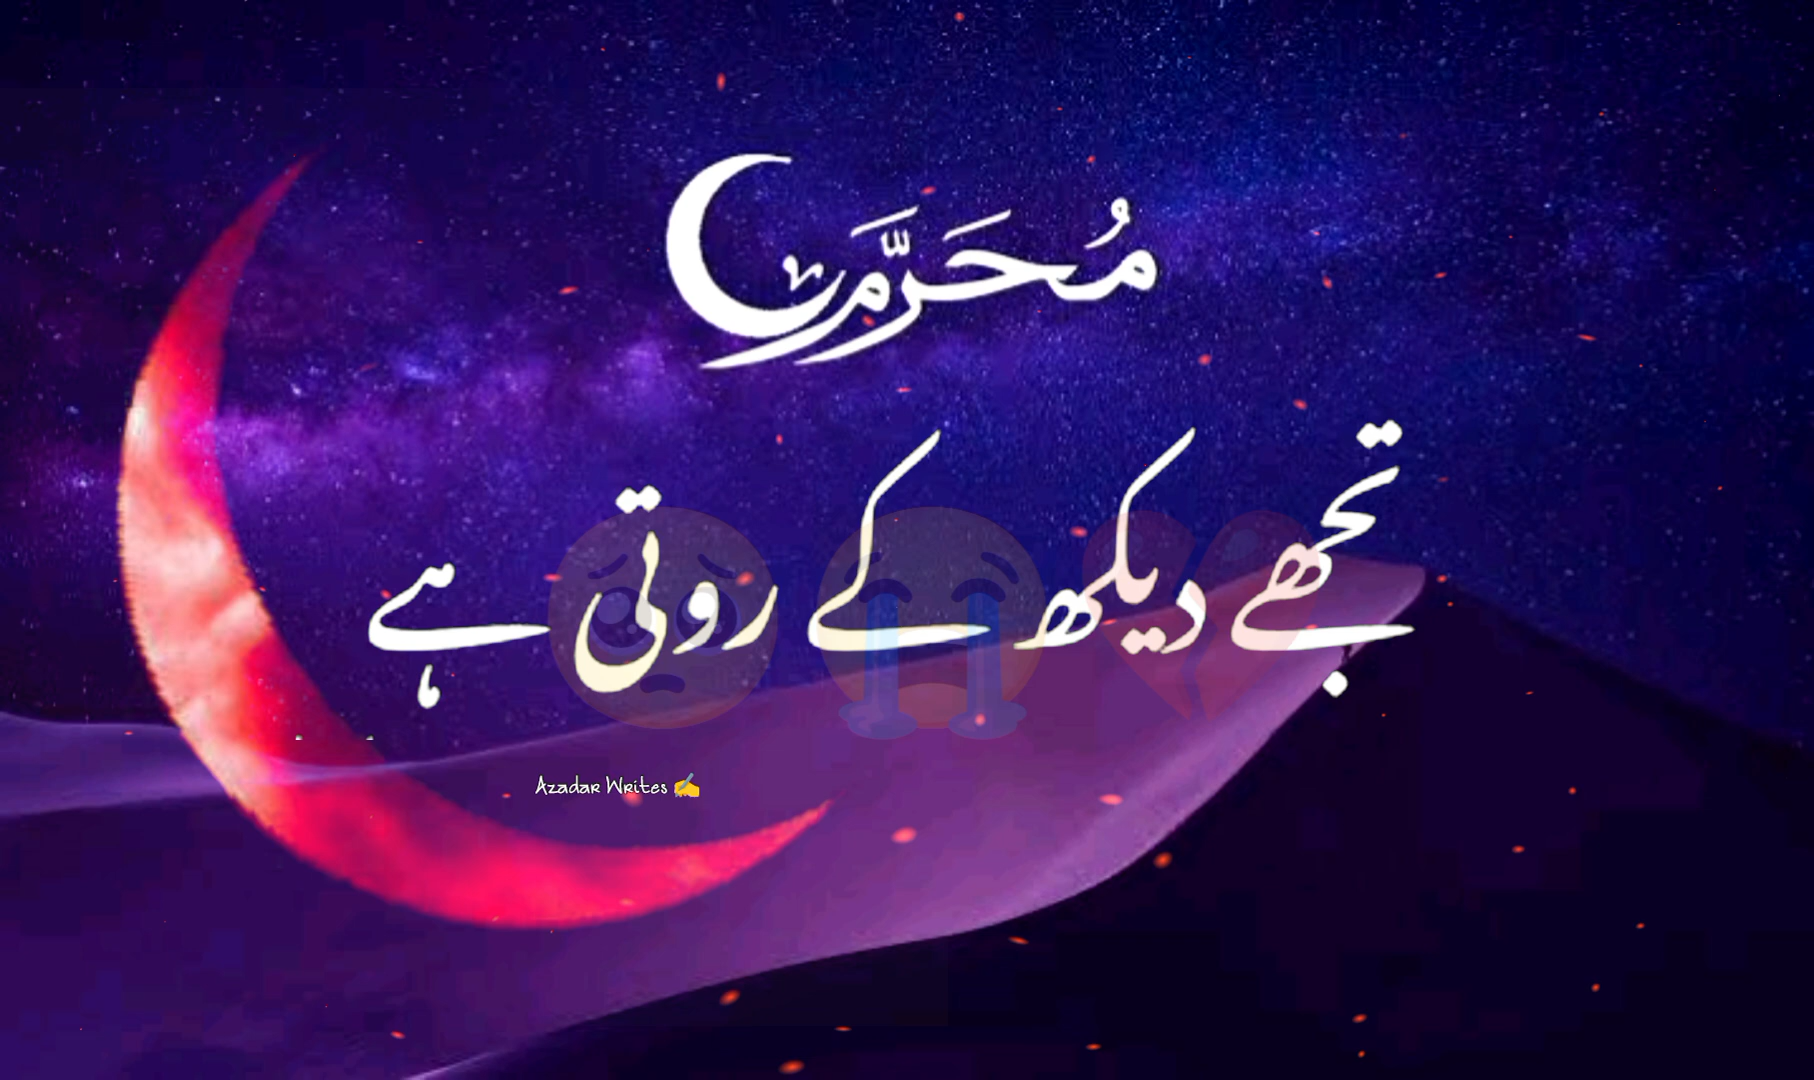 مُحَرَّم
تجھے دیکھ کے روتی ہے
Azadar Writes ✍️